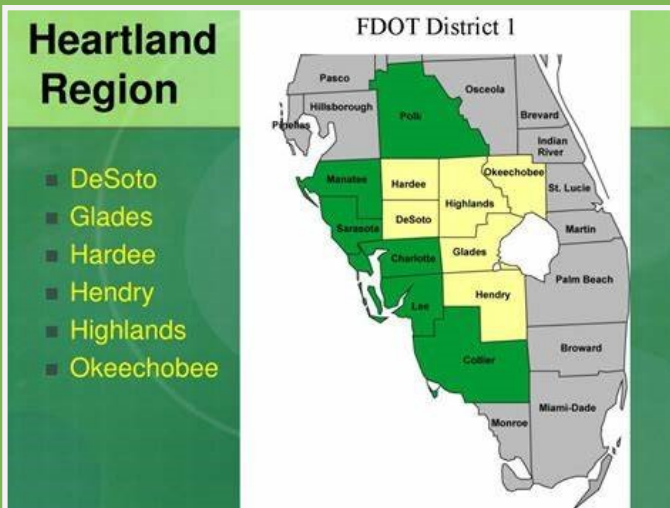 Heartland
Region
DeSoto
Glades
Hardee
Hendry
Highlands
Okeechobee
FDOT District 1
Pasco
Osceola
Hillsborough
Polk
Pinellas
Brevard
Indian
River
Manatee
Hardee
Okeechobee
St. Lucie
Highlands
DeSoto
Sarasota
Martin
Charlotte
Glades
Palm Beach
Lee
Hendry
Collier
Broward
Miami-Dade
Monroe